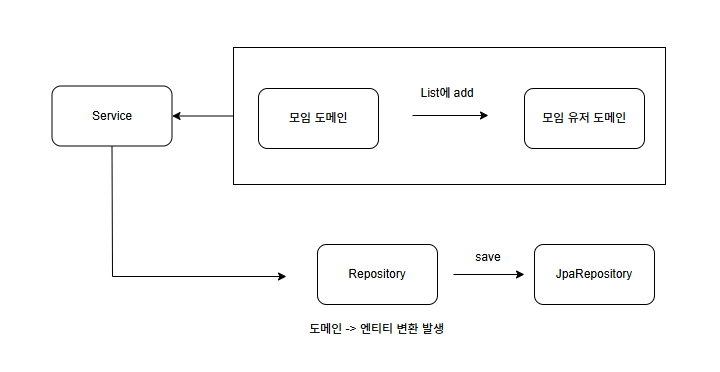 List에 add
Service
모임 도메인
모임 유저 도메인
save
Repository
JpaRepository
도메인 -> 엔티티 변환 발생